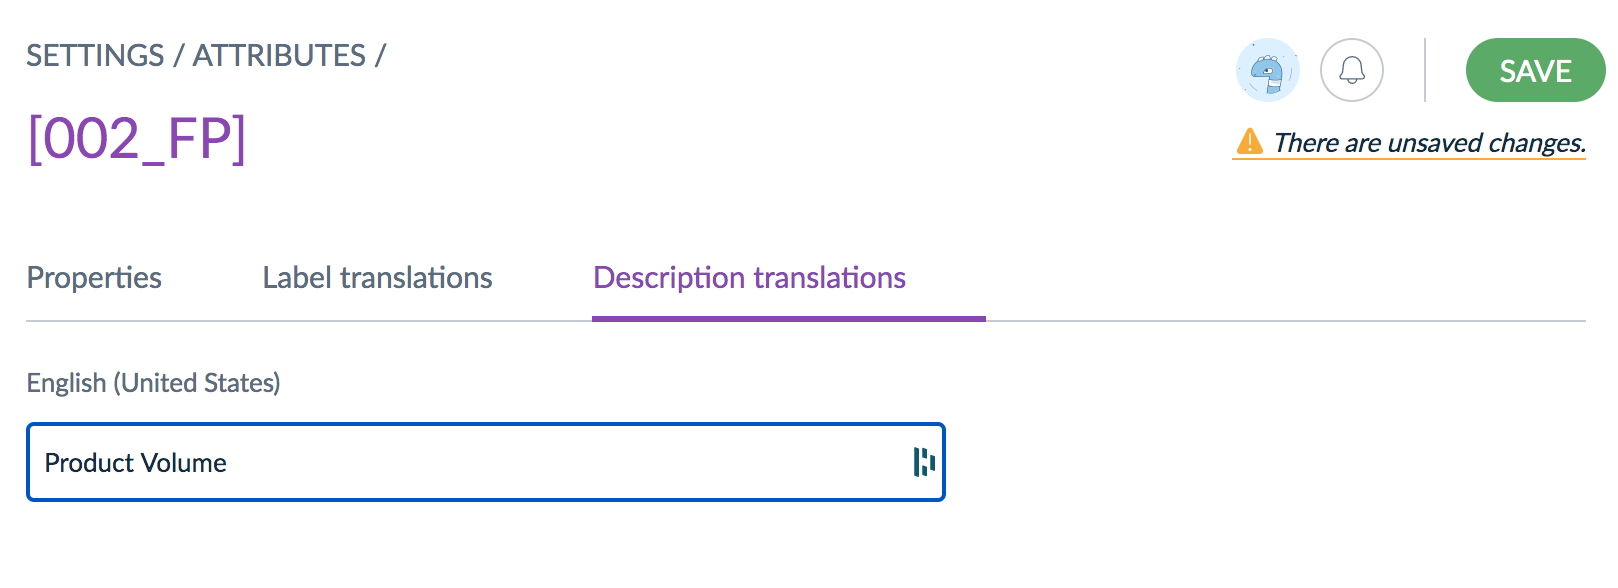 SETTINGS / ATTRIBUTES /
SAVE
[002_FP]
There are unsaved changes.
Properties Label translations Description translations
English (United States)
Product Volume